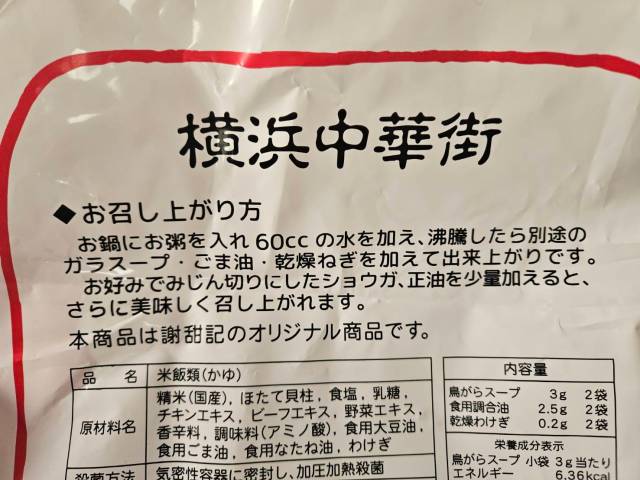 横浜中華街
◆お召し上がり方
お鍋にお粥を入れ60ccの水を加え、沸騰したら別途の
ガラスープ・ごま油・乾燥ねぎを加えて出来上がりです。
お好みでみじん切りにしたショウガ、正油を少量加えると、
さらに美味しく召し上がれます。
本商品は謝甜記のオリジナル商品です。
品 名 米飯類(かゆ)
原材料名 精米(国産), ほたて貝柱, 食塩, 乳糖,
チキンエキス, ビーフエキス, 野菜エキス,
香辛料, 調味料(アミノ酸), 食用大豆油,
食用ごま油, 食用なたね油, わけぎ
殺菌方法 気密性容器に密封し、加圧加熱殺菌
内容量
鳥がらスープ 3g 2袋
食用調合油 2.5g 2袋
乾燥わけぎ 0.2g 2袋
栄養成分表示
鳥がらスープ 小袋 3g当たり
エネルギー 6.36kcal